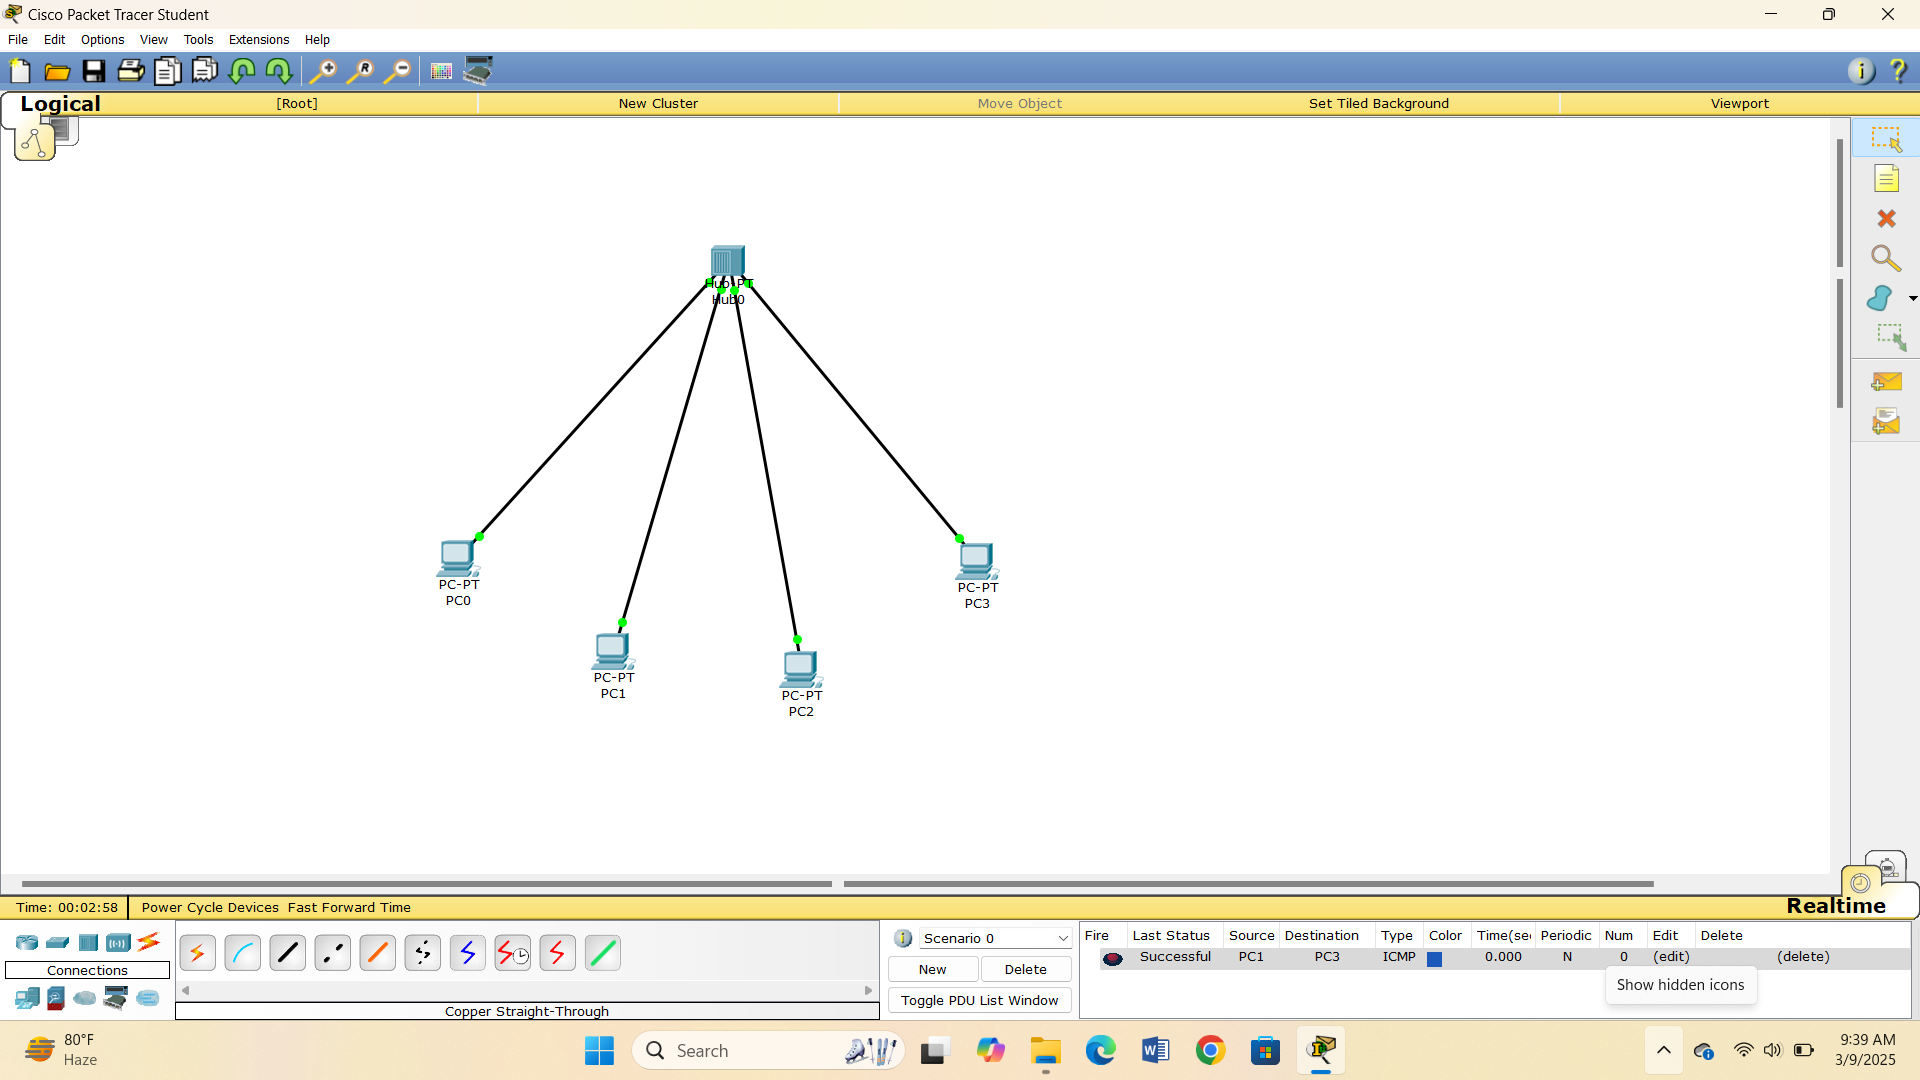 Cisco Packet Tracer Student
File Edit Options View Tools Extensions Help
Logical [Root] New Cluster Move Object Set Tiled Background Viewport
Hub-PT
Hub0
PC-PT
PC0
PC-PT
PC3
PC-PT
PC1
PC-PT
PC2
Time: 00:02:58 Power Cycle Devices Fast Forward Time
Realtime
Connections
Copper Straight-Through
Scenario 0
New Delete
Toggle PDU List Window
Fire Last Status Source Destination Type Color Time(sec Periodic Num Edit Delete
Successful PC1 PC3 ICMP 0.000 N 0 (edit) (delete)
Show hidden icons
80°F
Haze
Search
9:39 AM
3/9/2025